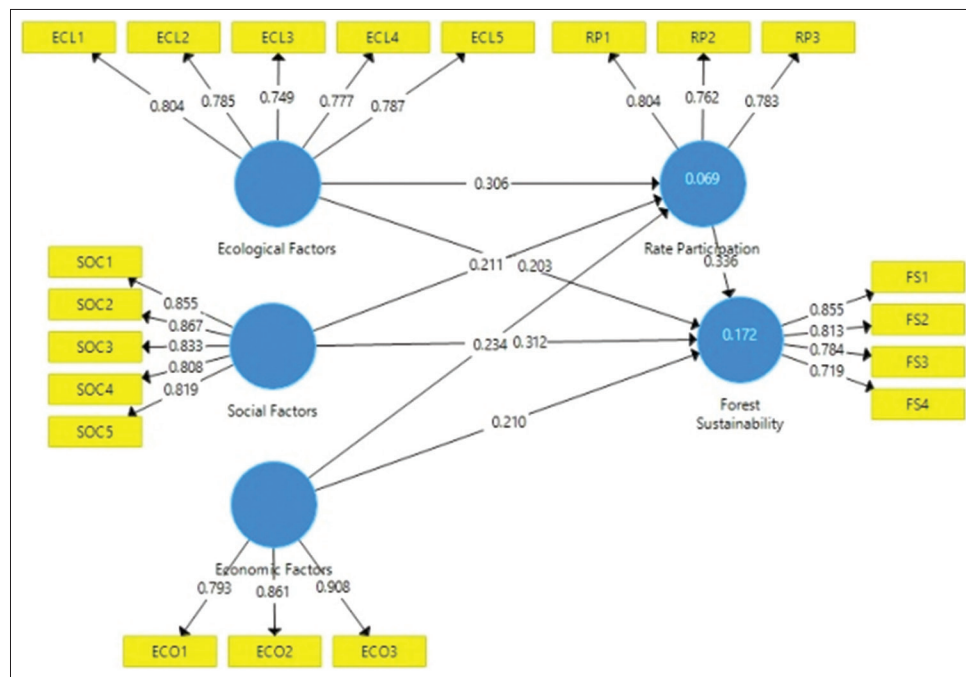 ECL1 ECL2 ECL3 ECL4 ECL5 RP1 RP2 RP3
0.804 0.785 0.749 0.777 0.787 0.804 0.762 0.783
0.306
0.069
Ecological Factors
Rate Participation
0.336
0.211
0.203
SOC1
SOC2
SOC3
SOC4
SOC5
0.855
0.867
0.833
0.808
0.819
Social Factors
0.234
0.312
0.210
0.172
Forest
Sustainability
0.855
0.813
0.784
0.719
FS1
FS2
FS3
FS4
Economic Factors
0.793 0.861 0.908
ECO1 ECO2 ECO3